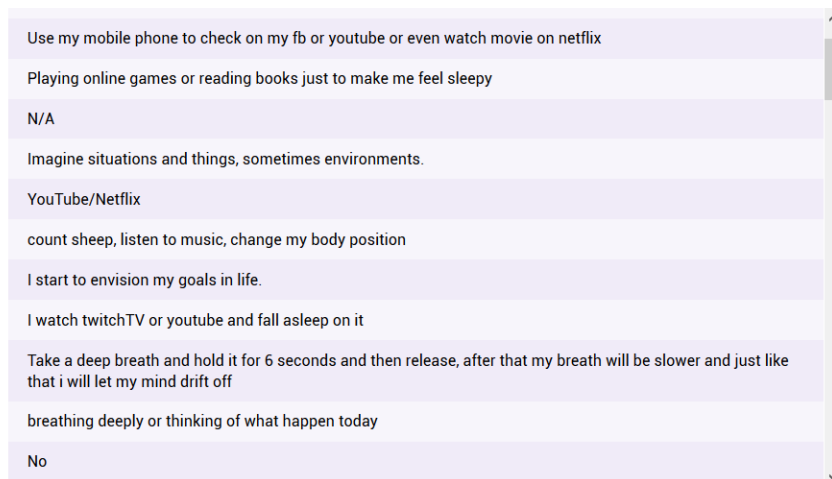 Use my mobile phone to check on my fb or youtube or even watch movie on netflix
Playing online games or reading books just to make me feel sleepy
N/A
Imagine situations and things, sometimes environments.
YouTube/Netflix
count sheep, listen to music, change my body position
I start to envision my goals in life.
I watch twitchTV or youtube and fall asleep on it
Take a deep breath and hold it for 6 seconds and then release, after that my breath will be slower and just like
that i will let my mind drift off
breathing deeply or thinking of what happen today
No